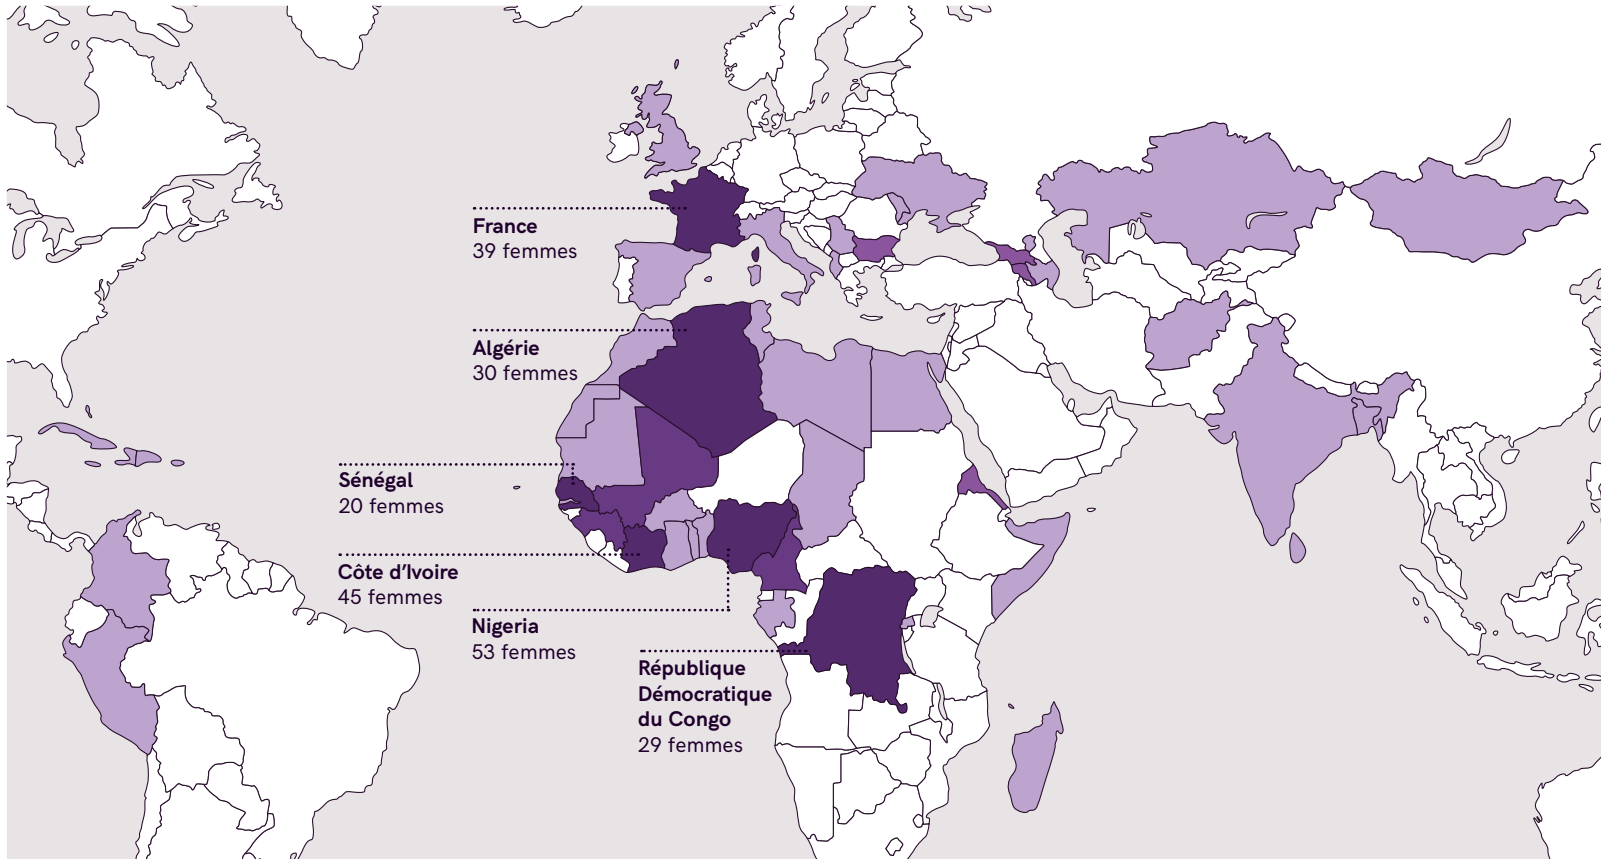 France
39 femmes
Algérie
30 femmes
Sénégal
20 femmes
Côte d’Ivoire
45 femmes
Nigeria
53 femmes
République
Démocratique
du Congo
29 femmes